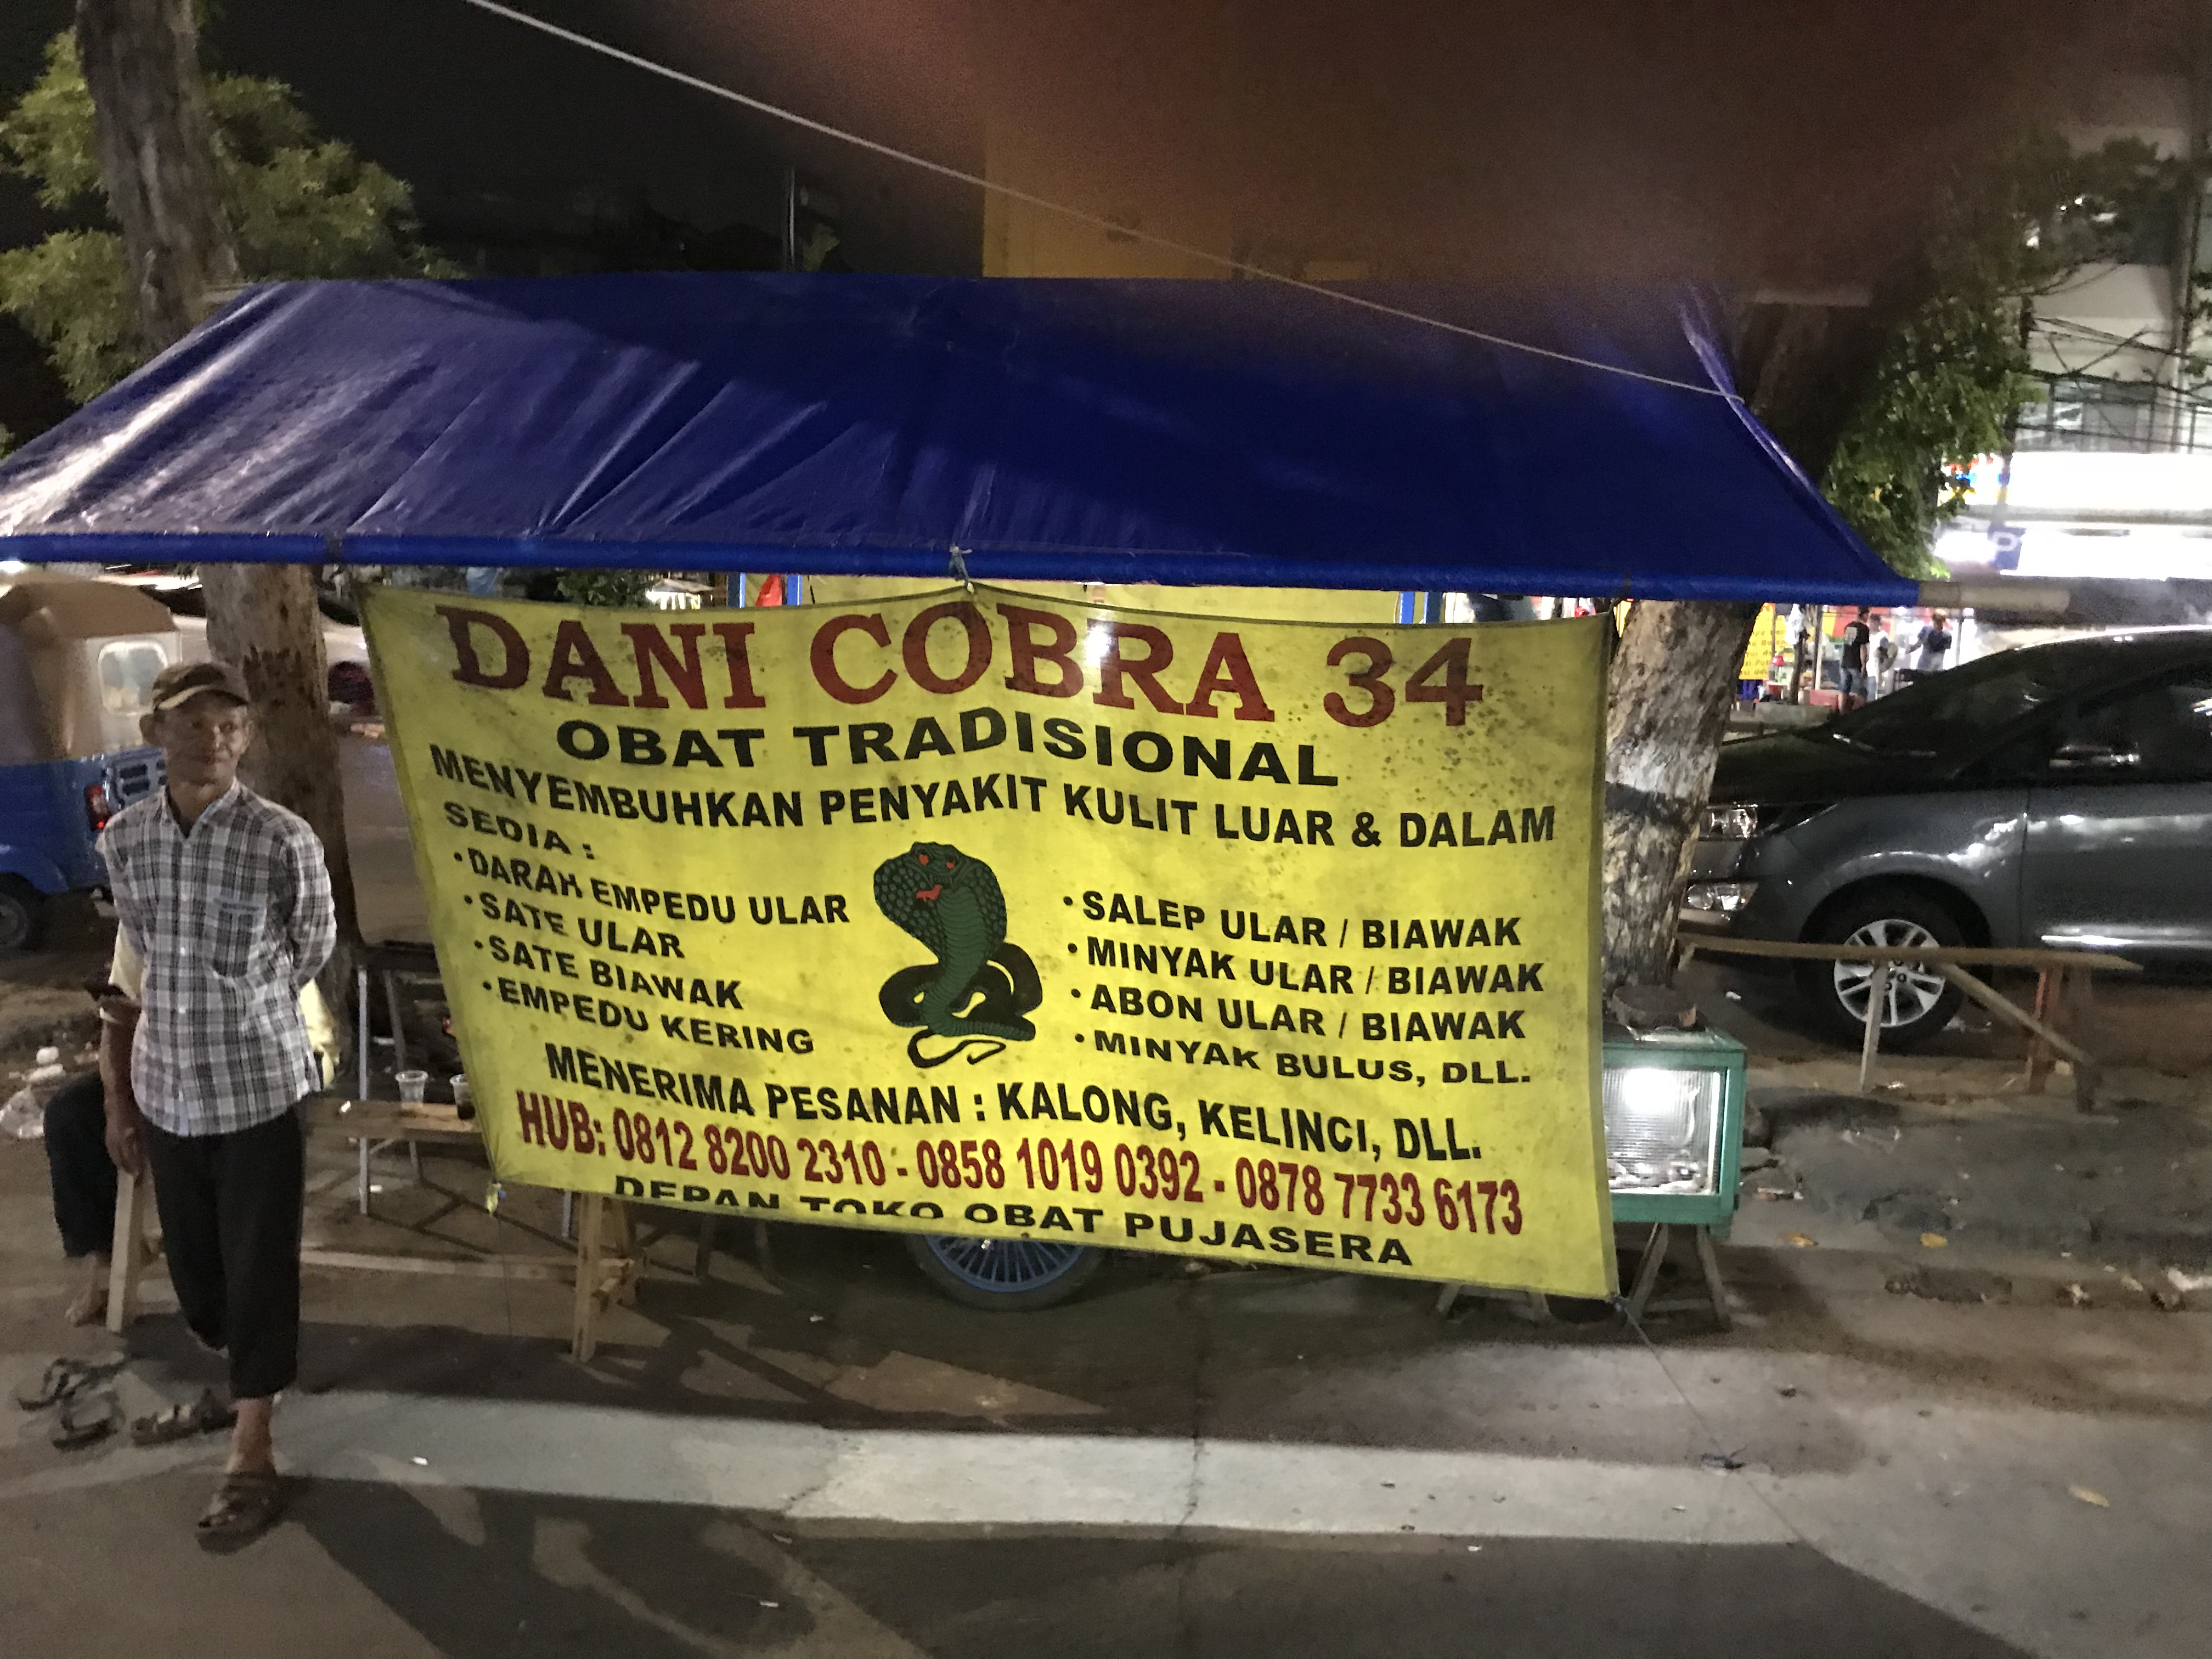 DANI COBRA 34
OBAT TRADISIONAL
MENYEMBUHKAN PENYAKIT KULIT LUAR & DALAM
SEDIA :
• DARAH EMPEDU ULAR
• SATE ULAR
• SATE BIAWAK
• EMPEDU KERING
• SALEP ULAR / BIAWAK
• MINYAK ULAR / BIAWAK
• ABON ULAR / BIAWAK
• MINYAK BULUS, DLL.
MENERIMA PESANAN : KALONG, KELINCI, DLL.
HUB: 0812 8200 2310 - 0858 1019 0392 - 0878 7733 6173
DEPAN TOKO OBAT PUJASERA